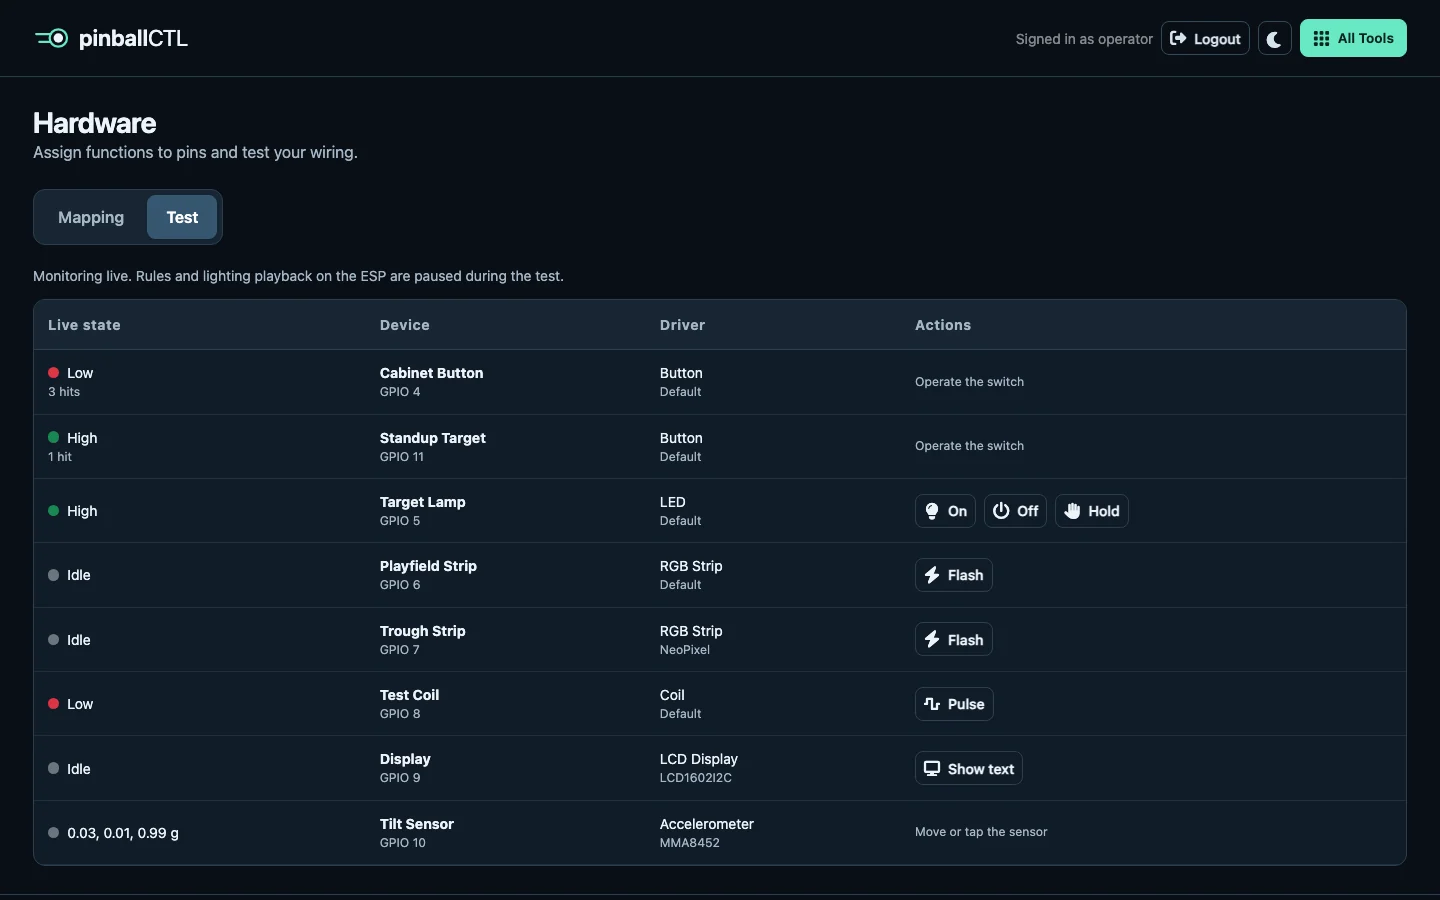 pinballCTL
Signed in as operator
Logout
All Tools
Hardware
Assign functions to pins and test your wiring.
Mapping
Test
Monitoring live. Rules and lighting playback on the ESP are paused during the test.
Live state Device Driver Actions
Low Cabinet Button Button Operate the switch
3 hits GPIO 4 Default
High Standup Target Button Operate the switch
1 hit GPIO 11 Default
High Target Lamp LED On Off Hold
GPIO 5 Default
Idle Playfield Strip RGB Strip Flash
GPIO 6 Default
Idle Trough Strip RGB Strip Flash
GPIO 7 NeoPixel
Low Test Coil Coil Pulse
GPIO 8 Default
Idle Display LCD Display Show text
GPIO 9 LCD1602I2C
0.03, 0.01, 0.99 g Tilt Sensor Accelerometer Move or tap the sensor
GPIO 10 MMA8452